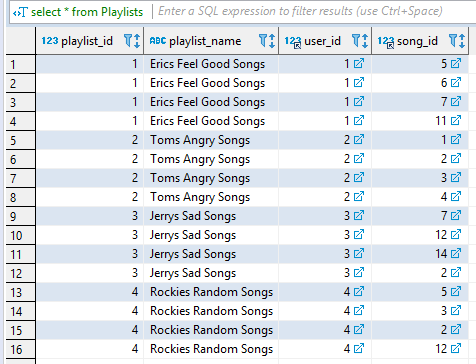 select * from Playlists Enter a SQL expression to filter results (use Ctrl+Space)
123 playlist_id ABC playlist_name 123 user_id 123 song_id
1 1 Erics Feel Good Songs 1 5
2 1 Erics Feel Good Songs 1 6
3 1 Erics Feel Good Songs 1 7
4 1 Erics Feel Good Songs 1 11
5 2 Toms Angry Songs 2 1
6 2 Toms Angry Songs 2 2
7 2 Toms Angry Songs 2 3
8 2 Toms Angry Songs 2 4
9 3 Jerrys Sad Songs 3 7
10 3 Jerrys Sad Songs 3 12
11 3 Jerrys Sad Songs 3 14
12 3 Jerrys Sad Songs 3 2
13 4 Rockies Random Songs 4 5
14 4 Rockies Random Songs 4 3
15 4 Rockies Random Songs 4 2
16 4 Rockies Random Songs 4 12